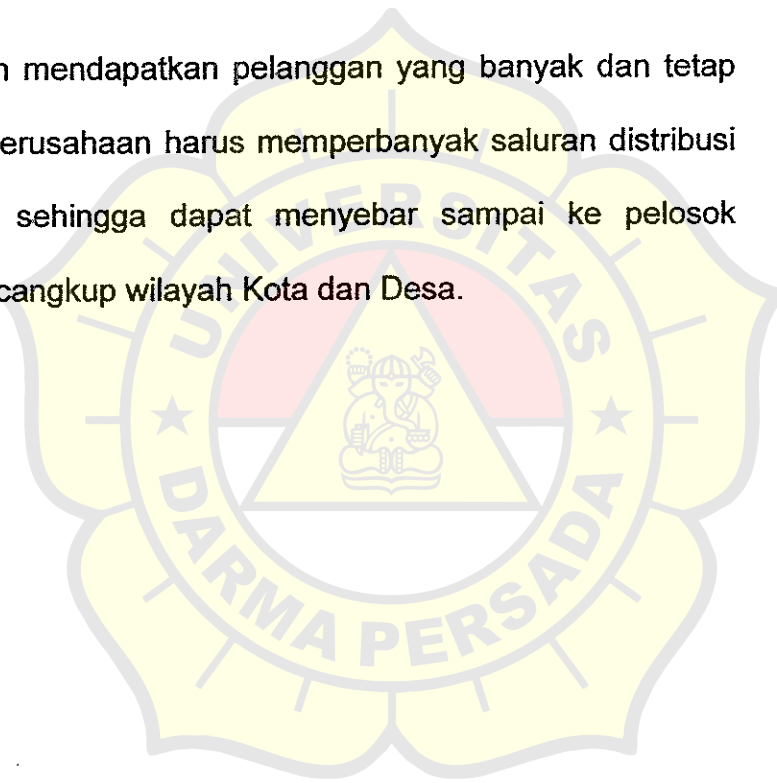 mendapatkan pelanggan yang banyak dan tetap
erusahaan harus memperbanyak saluran distribusi
sehingga dapat menyebar sampai ke pelosok
cangkup wilayah Kota dan Desa.
UNIVERSITAS
DARMA PERSADA